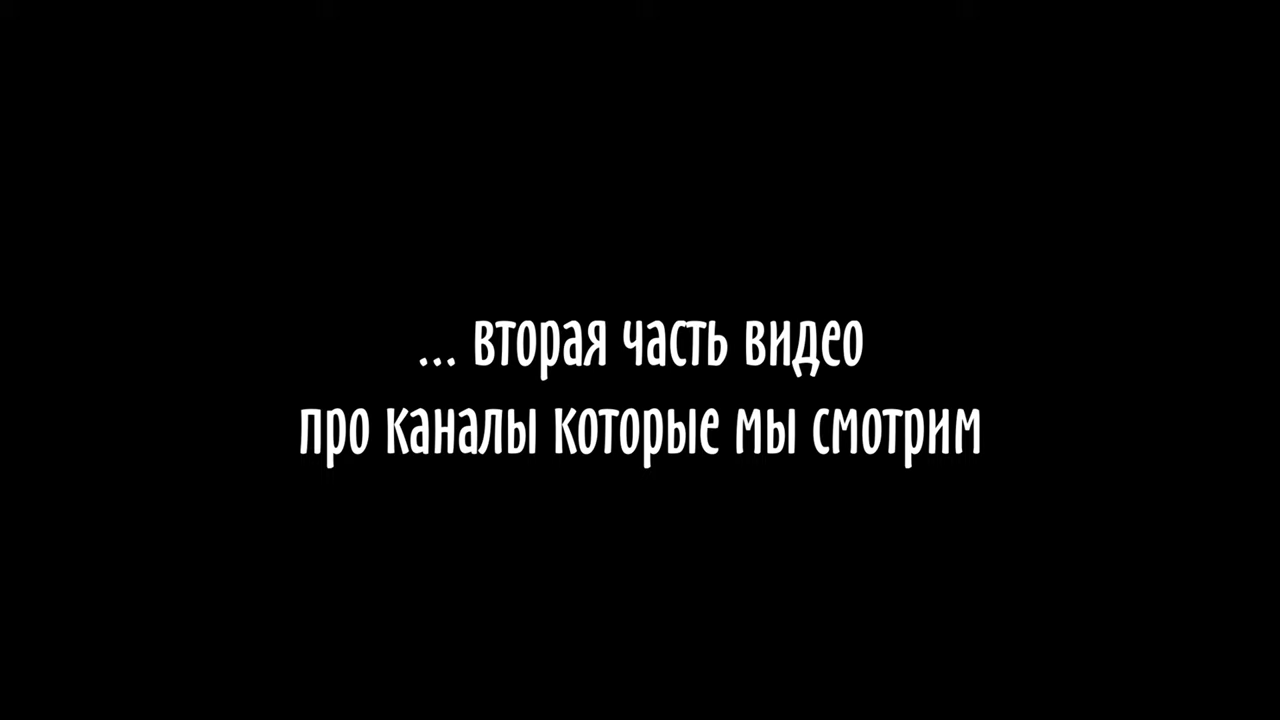 ... вторая часть видео
про каналы которые мы смотрим